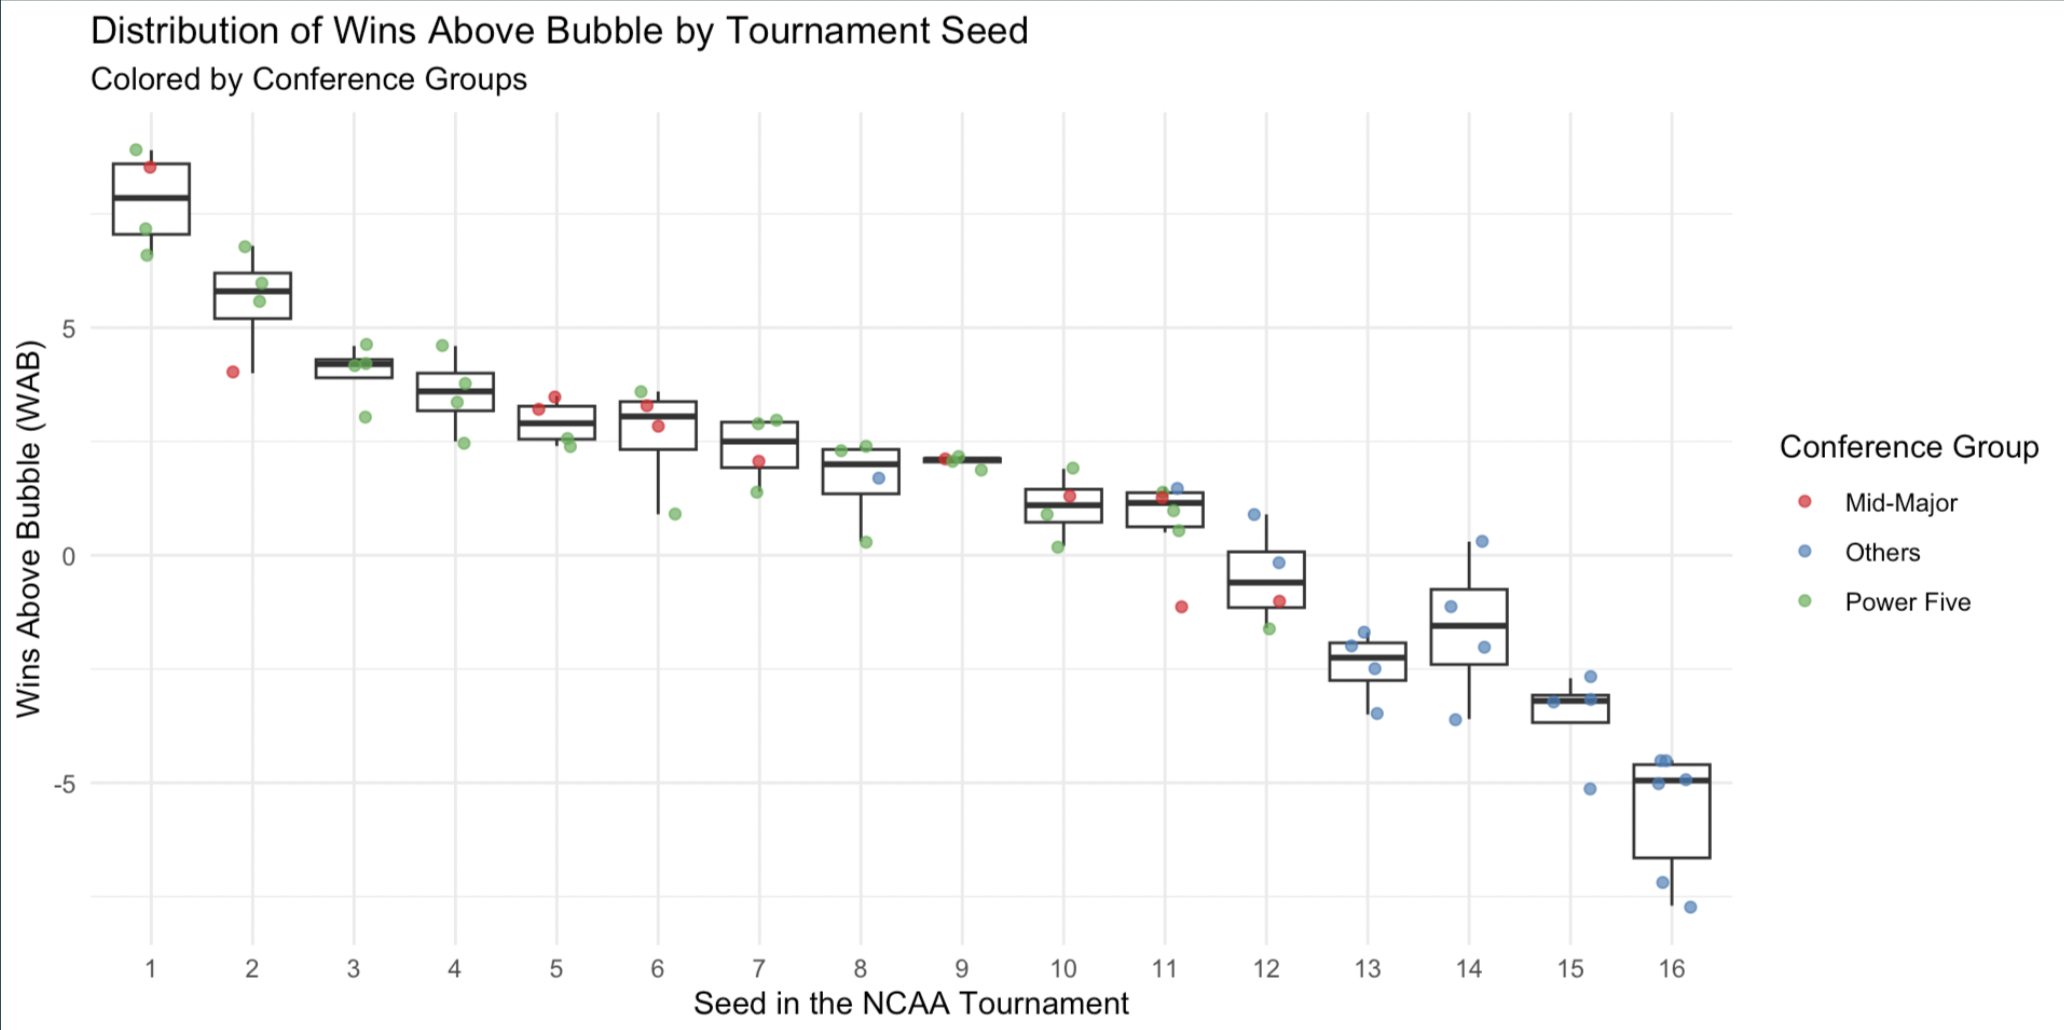 Distribution of Wins Above Bubble by Tournament Seed
Colored by Conference Groups
Wins Above Bubble (WAB)
5
0
-5
1 2 3 4 5 6 7 8 9 10 11 12 13 14 15 16
Seed in the NCAA Tournament
Conference Group
Mid-Major
Others
Power Five